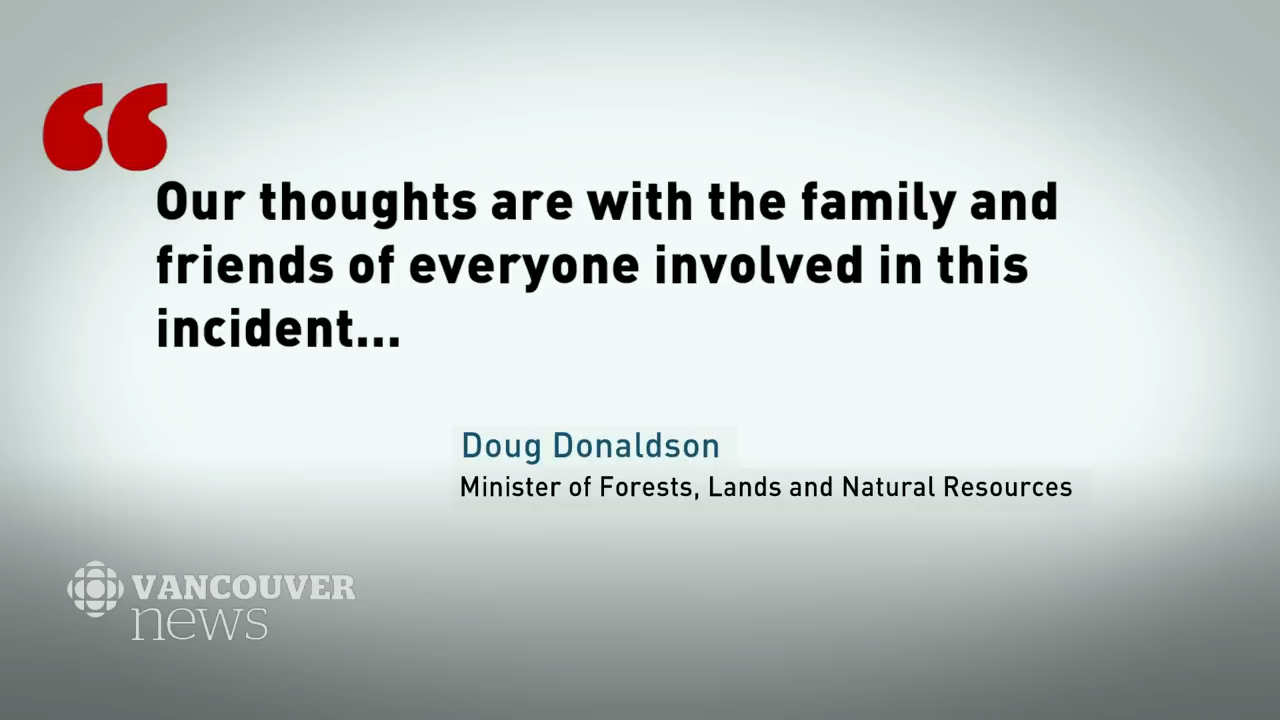 “
Our thoughts are with the family and
friends of everyone involved in this
incident...
Doug Donaldson
Minister of Forests, Lands and Natural Resources
VANCOUVER
news